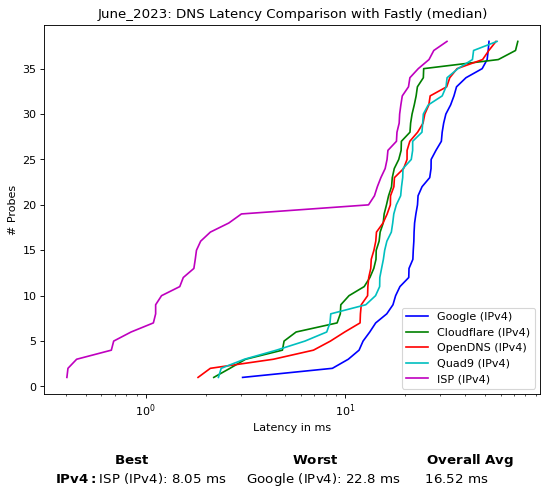 June_2023: DNS Latency Comparison with Fastly (median)
# Probes
35
30
25
20
15
10
5
0
Google (IPv4)
Cloudflare (IPv4)
OpenDNS (IPv4)
Quad9 (IPv4)
ISP (IPv4)
10⁰ 10¹
Latency in ms
Best Worst Overall Avg
IPv4: ISP (IPv4): 8.05 ms Google (IPv4): 22.8 ms 16.52 ms